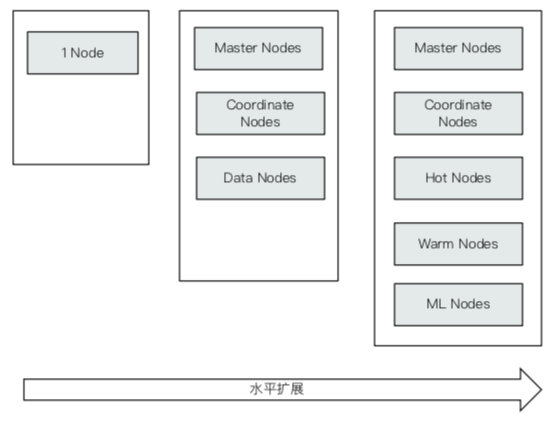 1 Node
Master Nodes
Coordinate
Nodes
Data Nodes
Master Nodes
Coordinate
Nodes
Hot Nodes
Warm Nodes
ML Nodes
水平扩展